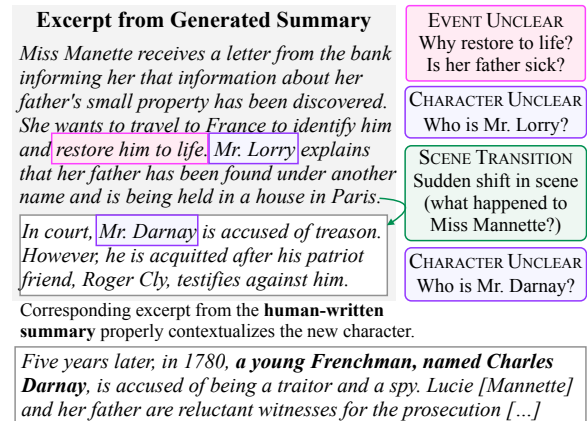 Excerpt from Generated Summary
Miss Manette receives a letter from the bank
informing her that information about her
father's small property has been discovered.
She wants to travel to France to identify him
and restore him to life. Mr. Lorry explains
that her father has been found under another
name and is being held in a house in Paris.
In court, Mr. Darnay is accused of treason.
However, he is acquitted after his patriot
friend, Roger Cly, testifies against him.
EVENT UNCLEAR
Why restore to life?
Is her father sick?
CHARACTER UNCLEAR
Who is Mr. Lorry?
SCENE TRANSITION
Sudden shift in scene
(what happened to
Miss Mannette?)
CHARACTER UNCLEAR
Who is Mr. Darnay?
Corresponding excerpt from the human-written
summary properly contextualizes the new character.
Five years later, in 1780, a young Frenchman, named Charles
Darnay, is accused of being a traitor and a spy. Lucie [Mannette]
and her father are reluctant witnesses for the prosecution […]